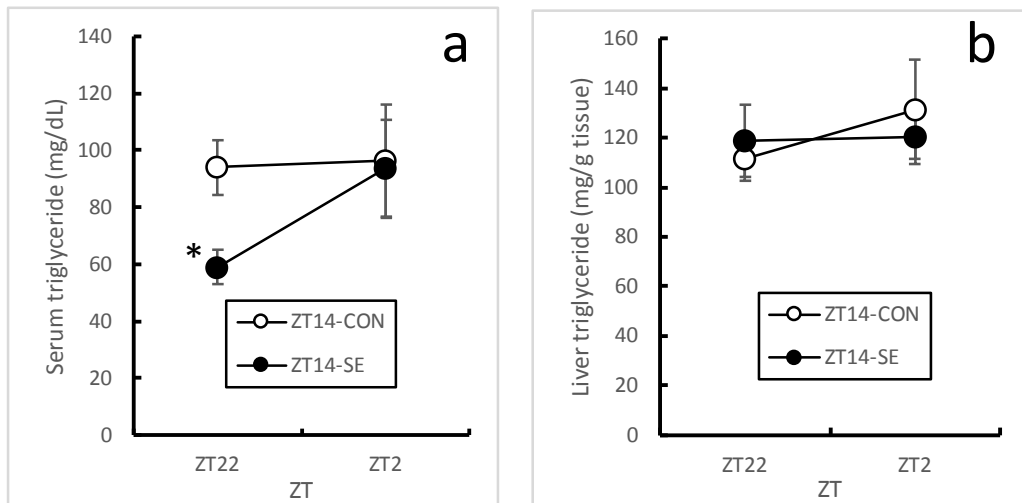 a
140
120
100
80
60
40
20
0
Serum triglyceride (mg/dL)
*
ZT14-CON
ZT14-SE
ZT22
ZT2
ZT
b
160
140
120
100
80
60
40
20
0
Liver triglyceride (mg/g tissue)
ZT14-CON
ZT14-SE
ZT22
ZT2
ZT